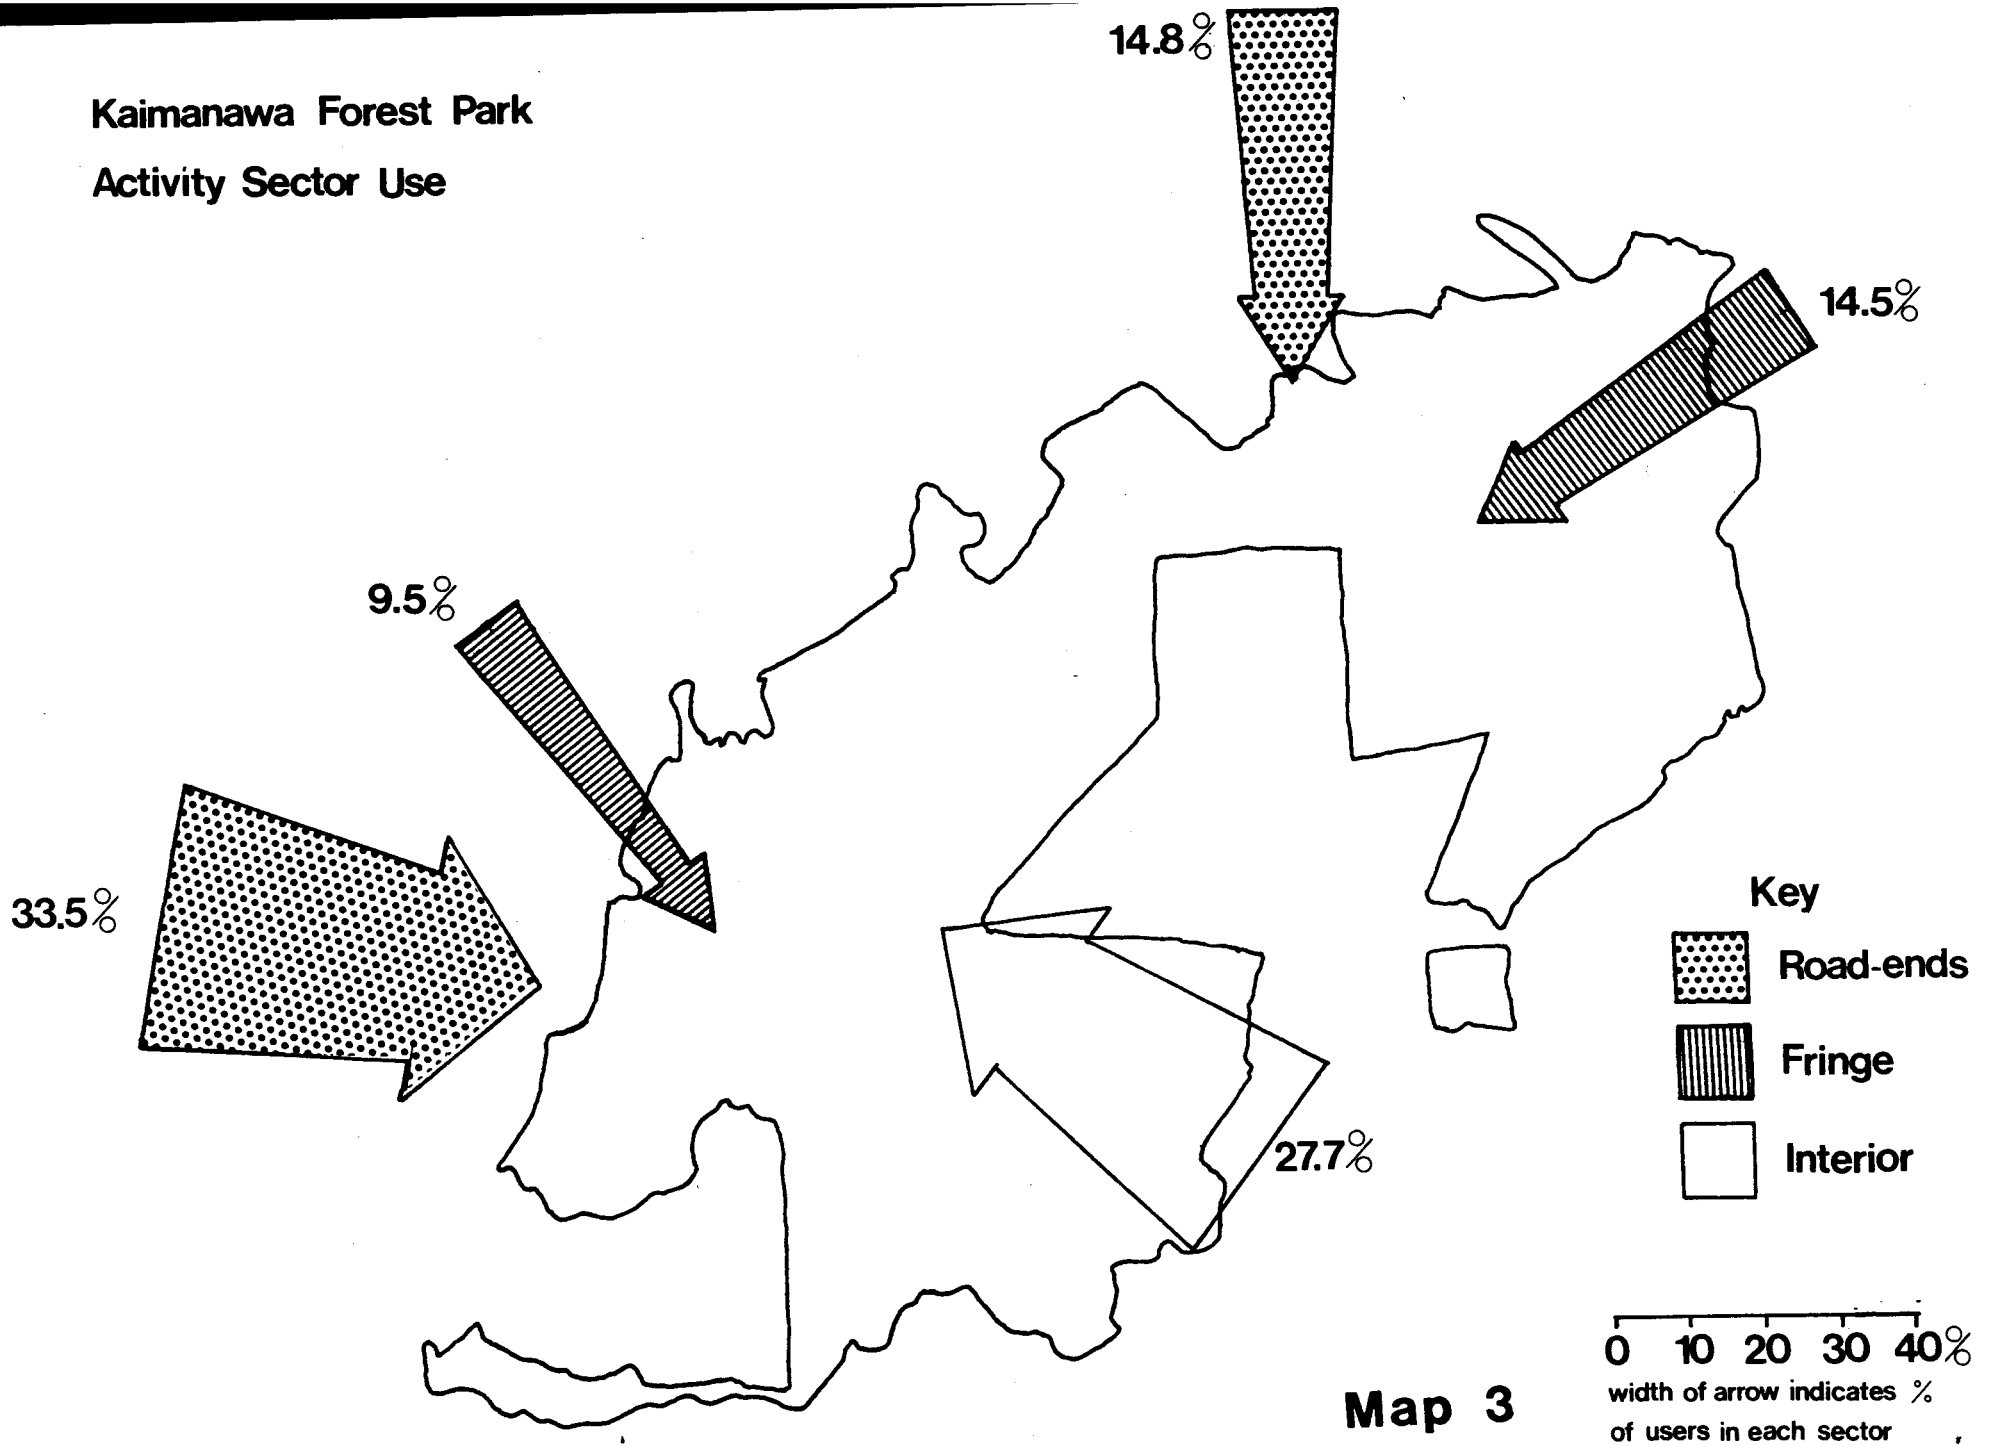 Kaimanawa Forest Park
Activity Sector Use
14.8%
14.5%
9.5%
33.5%
27.7%
Key
Road-ends
Fringe
Interior
0 10 20 30 40%
width of arrow indicates %
of users in each sector
Map 3